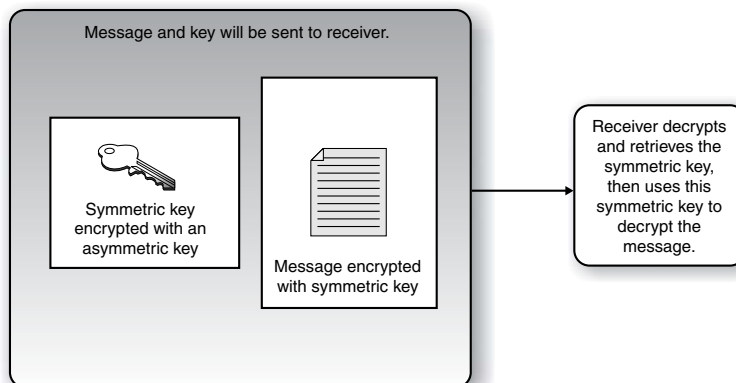 Message and key will be sent to receiver.
Symmetric key
encrypted with an
asymmetric key
Message encrypted
with symmetric key
Receiver decrypts
and retrieves the
symmetric key,
then uses this
symmetric key to
decrypt the
message.